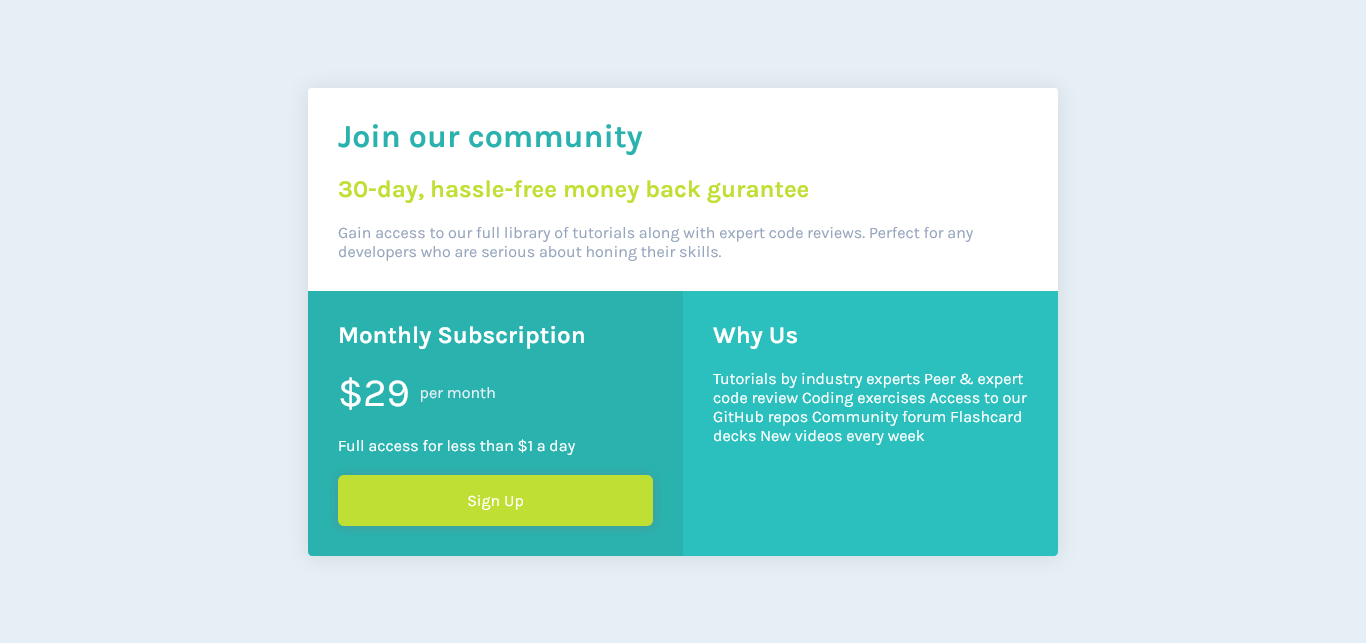 Join our community
30-day, hassle-free money back gurantee
Gain access to our full library of tutorials along with expert code reviews. Perfect for any
developers who are serious about honing their skills.
Monthly Subscription
$29 per month
Full access for less than $1 a day
Sign Up
Why Us
Tutorials by industry experts Peer & expert
code review Coding exercises Access to our
GitHub repos Community forum Flashcard
decks New videos every week